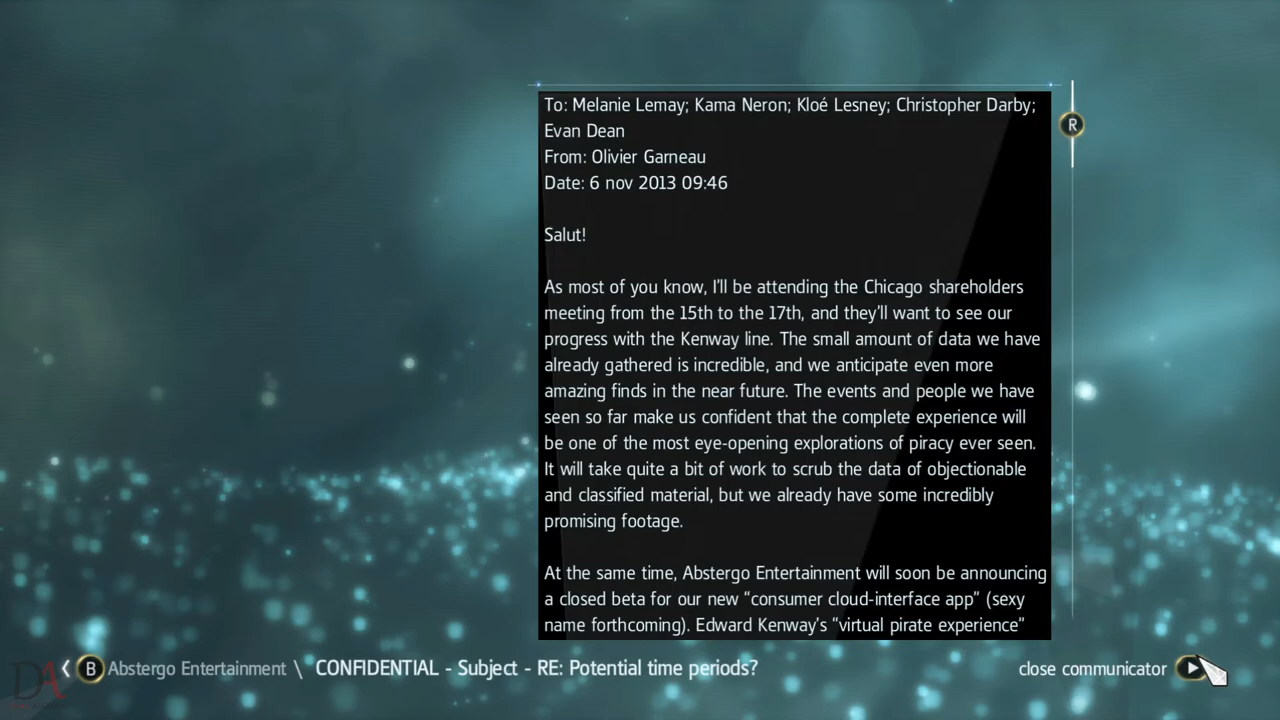 To: Melanie Lemay; Kama Neron; Kloé Lesney; Christopher Darby;
Evan Dean
From: Olivier Garneau
Date: 6 nov 2013 09:46
Salut!
As most of you know, I'll be attending the Chicago shareholders
meeting from the 15th to the 17th, and they'll want to see our
progress with the Kenway line. The small amount of data we have
already gathered is incredible, and we anticipate even more
amazing finds in the near future. The events and people we have
seen so far make us confident that the complete experience will
be one of the most eye-opening explorations of piracy ever seen.
It will take quite a bit of work to scrub the data of objectionable
and classified material, but we already have some incredibly
promising footage.
At the same time, Abstergo Entertainment will soon be announcing
a closed beta for our new “consumer cloud-interface app” (sexy
name forthcoming). Edward Kenway's “virtual pirate experience”
R
B Abstergo Entertainment \ CONFIDENTIAL - Subject - RE: Potential time periods?
close communicator
DA